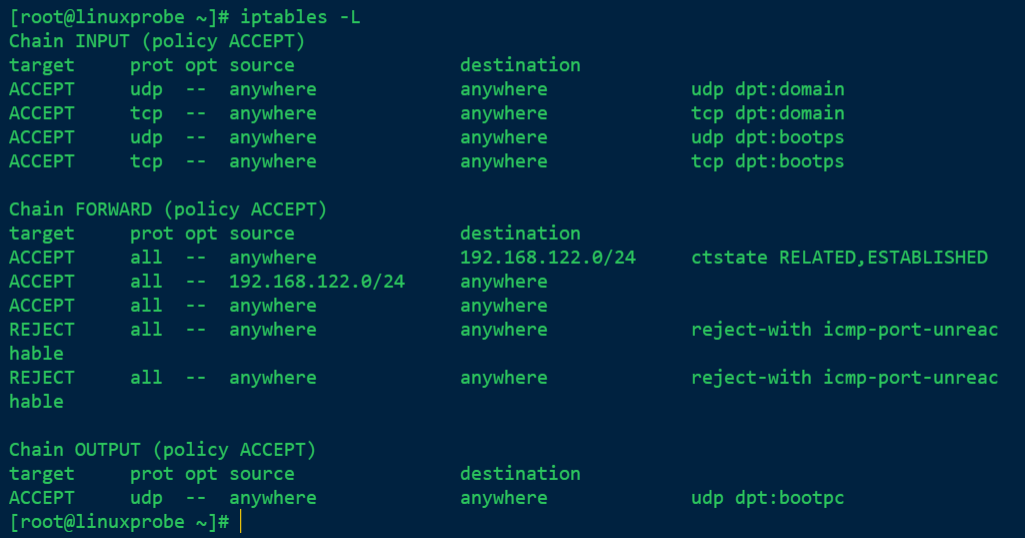 [root@linuxprobe ~]# iptables -L
Chain INPUT (policy ACCEPT)
target     prot opt source               destination
ACCEPT     udp  --  anywhere             anywhere             udp dpt:domain
ACCEPT     tcp  --  anywhere             anywhere             tcp dpt:domain
ACCEPT     udp  --  anywhere             anywhere             udp dpt:bootps
ACCEPT     tcp  --  anywhere             anywhere             tcp dpt:bootps

Chain FORWARD (policy ACCEPT)
target     prot opt source               destination
ACCEPT     all  --  anywhere             192.168.122.0/24     ctstate RELATED,ESTABLISHED
ACCEPT     all  --  192.168.122.0/24     anywhere
ACCEPT     all  --  anywhere             anywhere
REJECT     all  --  anywhere             anywhere             reject-with icmp-port-unreac
hable
REJECT     all  --  anywhere             anywhere             reject-with icmp-port-unreac
hable

Chain OUTPUT (policy ACCEPT)
target     prot opt source               destination
ACCEPT     udp  --  anywhere             anywhere             udp dpt:bootpc
[root@linuxprobe ~]#